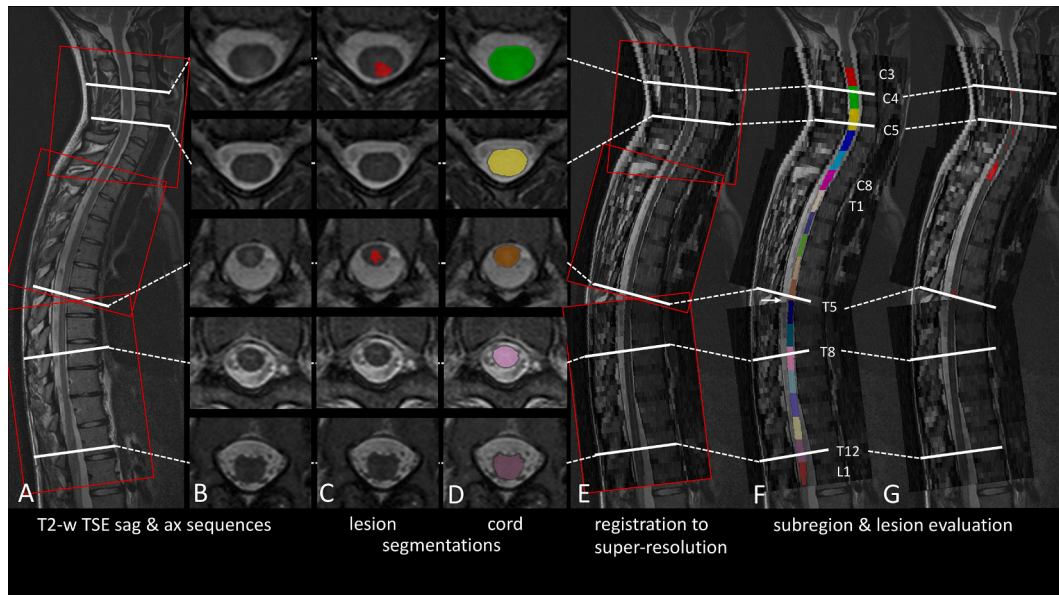 C3
C4
C5
C8
T1
T5
T8
T12
L1
A B C D E F G
T2-w TSE sag & ax sequences lesion cord registration to subregion & lesion evaluation
segmentations super-resolution